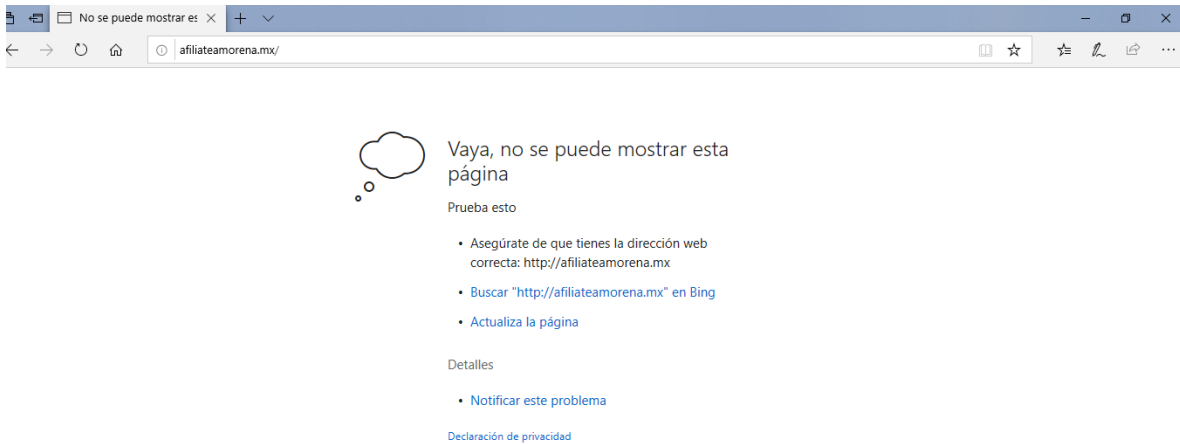 No se puede mostrar es
afiliateamorena.mx/
Vaya, no se puede mostrar esta
página
Prueba esto
Asegúrate de que tienes la dirección web
correcta: http://afiliateamorena.mx
Buscar "http://afiliateamorena.mx" en Bing
Actualiza la página
Detalles
Notificar este problema
Declaración de privacidad